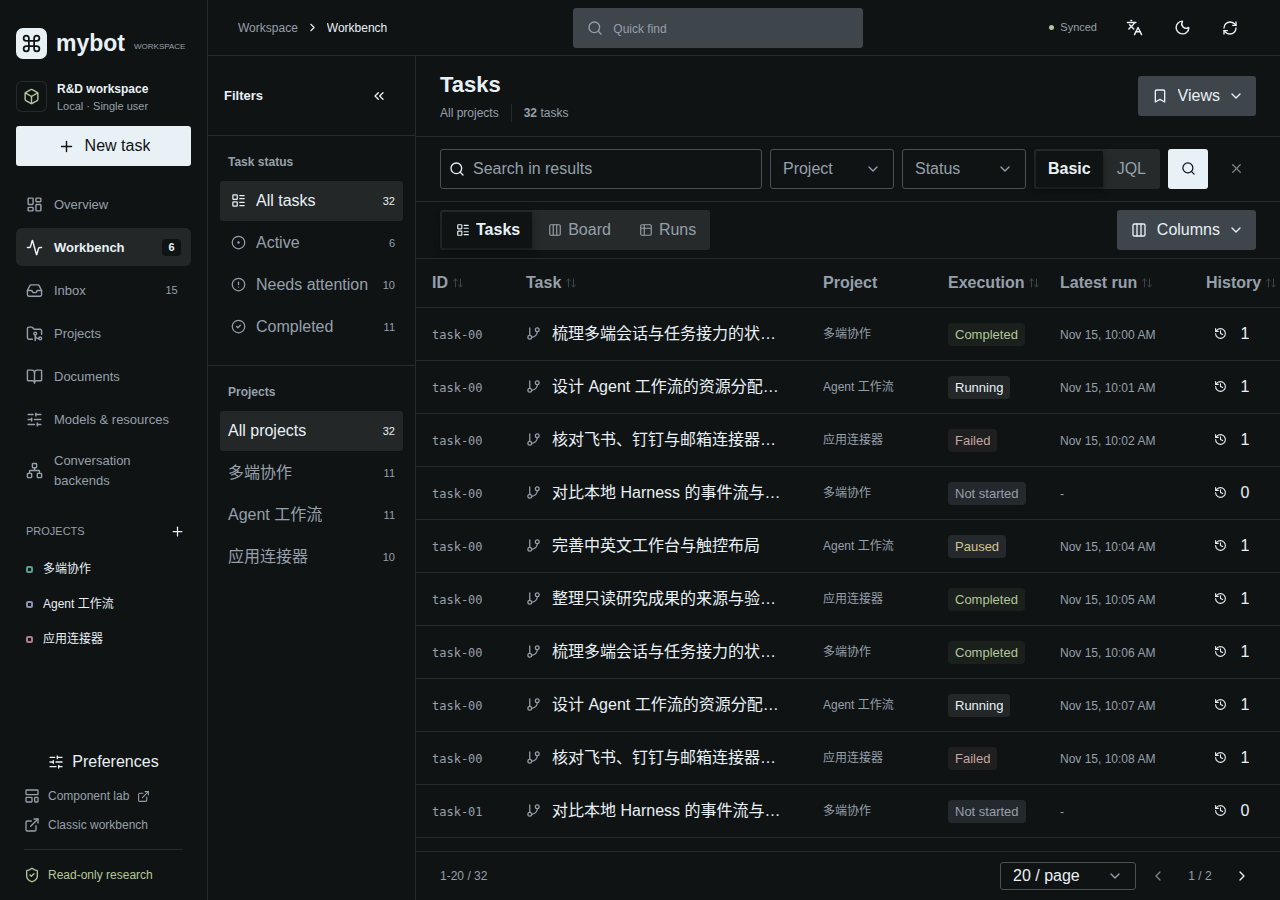 mybot WORKSPACE
R&D workspace
Local · Single user
New task
Overview
Workbench 6
Inbox 15
Projects
Documents
Models & resources
Conversation
backends
PROJECTS
多端协作
Agent 工作流
应用连接器
Preferences
Component lab
Classic workbench
Read-only research
Workspace Workbench
Quick find
Synced
Filters
Task status
All tasks 32
Active 6
Needs attention 10
Completed 11
Projects
All projects 32
多端协作 11
Agent 工作流 11
应用连接器 10
Tasks
All projects 32 tasks
Views
Search in results Project Status Basic JQL
Tasks Board Runs Columns
ID Task Project Execution Latest run History
task-00 梳理多端会话与任务接力的状… 多端协作 Completed Nov 15, 10:00 AM 1
task-00 设计 Agent 工作流的资源分配… Agent 工作流 Running Nov 15, 10:01 AM 1
task-00 核对飞书、钉钉与邮箱连接器… 应用连接器 Failed Nov 15, 10:02 AM 1
task-00 对比本地 Harness 的事件流与… 多端协作 Not started - 0
task-00 完善中英文工作台与触控布局 Agent 工作流 Paused Nov 15, 10:04 AM 1
task-00 整理只读研究成果的来源与验… 应用连接器 Completed Nov 15, 10:05 AM 1
task-00 梳理多端会话与任务接力的状… 多端协作 Completed Nov 15, 10:06 AM 1
task-00 设计 Agent 工作流的资源分配… Agent 工作流 Running Nov 15, 10:07 AM 1
task-00 核对飞书、钉钉与邮箱连接器… 应用连接器 Failed Nov 15, 10:08 AM 1
task-01 对比本地 Harness 的事件流与… 多端协作 Not started - 0
1-20 / 32 20 / page 1 / 2